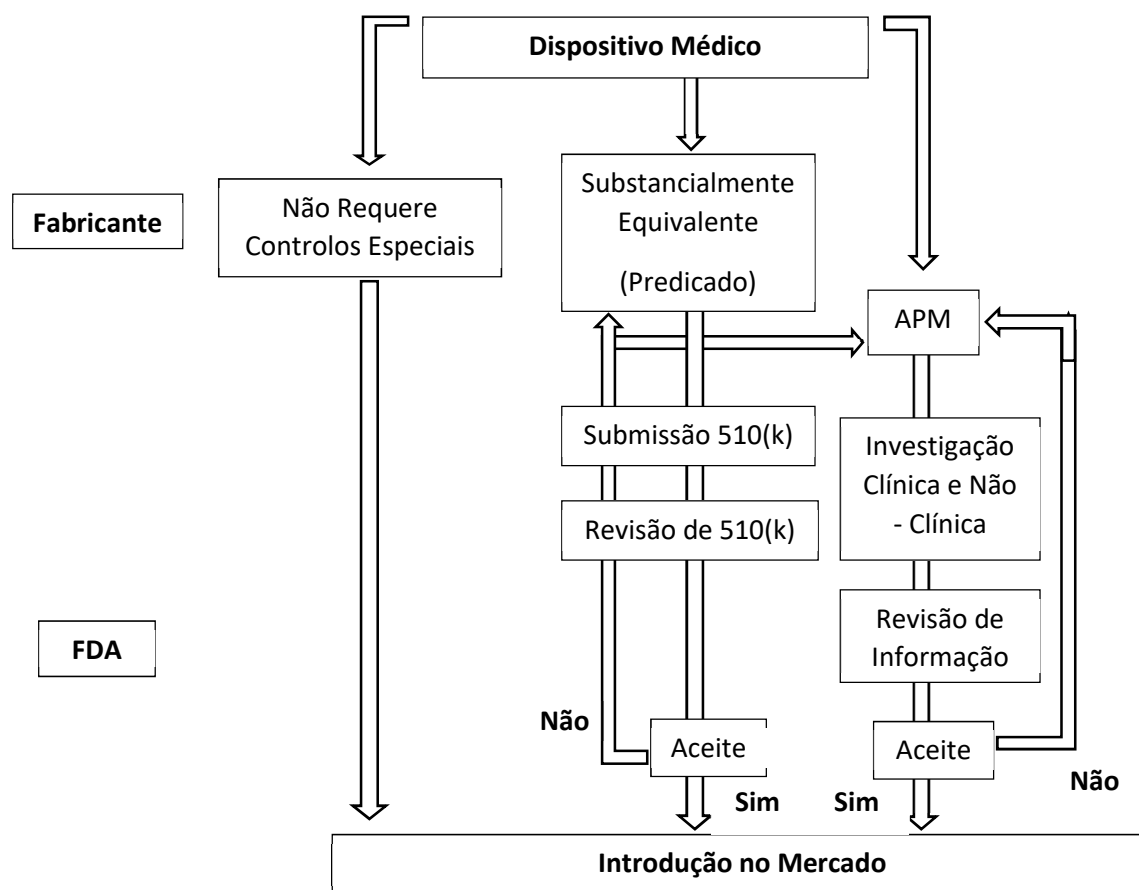 Dispositivo Médico
Fabricante
Não Requere
Controlos Especiais
Substancialmente
Equivalente
(Predicado)
APM
Submissão 510(k)
Revisão de 510(k)
Investigação
Clínica e Não
- Clínica
FDA
Revisão de
Informação
Não
Aceite
Aceite
Não
Sim
Sim
Introdução no Mercado